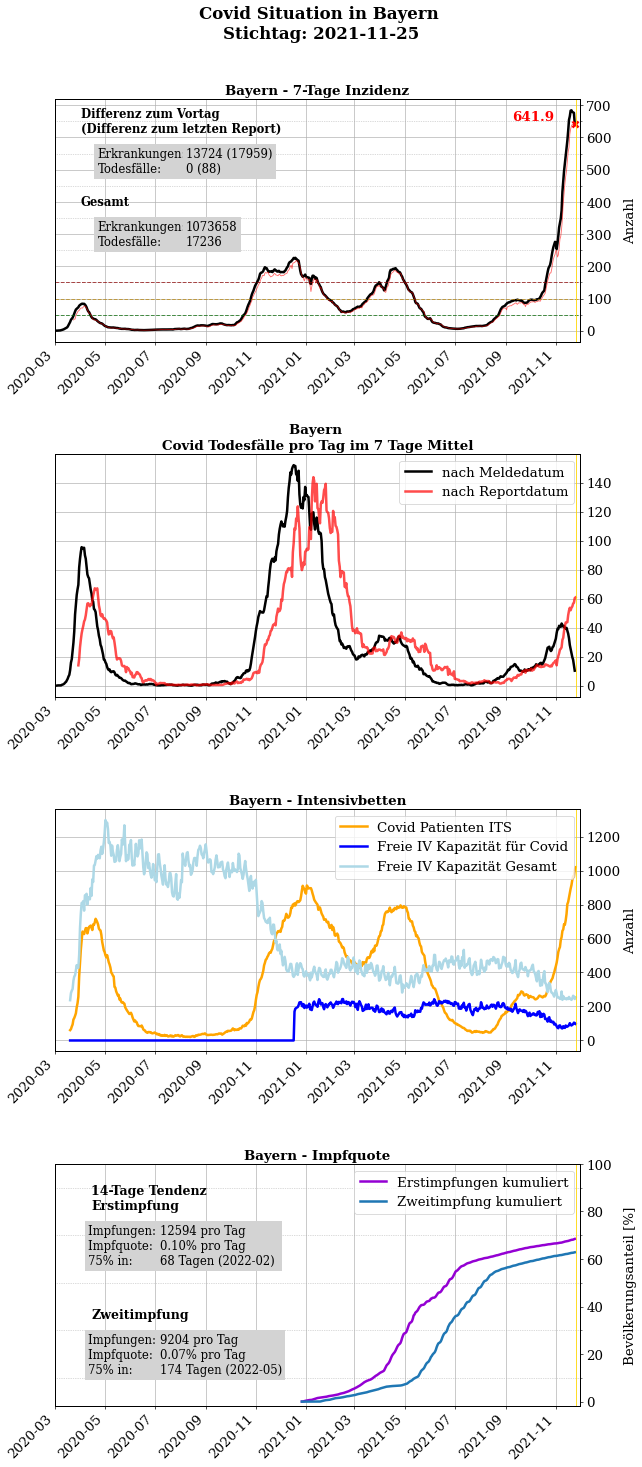 Covid Situation in Bayern
Stichtag: 2021-11-25
Bayern - 7-Tage Inzidenz
Differenz zum Vortag
(Differenz zum letzten Report)
Erkrankungen 13724 (17959)
Todesfälle: 0 (88)
Gesamt
Erkrankungen 1073658
Todesfälle: 17236
641.9
700
600
500
400
300
200
100
0
Anzahl
2020-03 2020-05 2020-07 2020-09 2020-11 2021-01 2021-03 2021-05 2021-07 2021-09 2021-11
Bayern
Covid Todesfälle pro Tag im 7 Tage Mittel
nach Meldedatum
nach Reportdatum
140
120
100
80
60
40
20
0
2020-03 2020-05 2020-07 2020-09 2020-11 2021-01 2021-03 2021-05 2021-07 2021-09 2021-11
Bayern - Intensivbetten
Covid Patienten ITS
Freie IV Kapazität für Covid
Freie IV Kapazität Gesamt
1200
1000
800
600
400
200
0
Anzahl
2020-03 2020-05 2020-07 2020-09 2020-11 2021-01 2021-03 2021-05 2021-07 2021-09 2021-11
Bayern - Impfquote
14-Tage Tendenz
Erstimpfung
Impfungen: 12594 pro Tag
Impfquote: 0.10% pro Tag
75% in: 68 Tagen (2022-02)
Zweitimpfung
Impfungen: 9204 pro Tag
Impfquote: 0.07% pro Tag
75% in: 174 Tagen (2022-05)
Erstimpfungen kumuliert
Zweitimpfung kumuliert
100
80
60
40
20
0
Bevölkerungsanteil [%]
2020-03 2020-05 2020-07 2020-09 2020-11 2021-01 2021-03 2021-05 2021-07 2021-09 2021-11